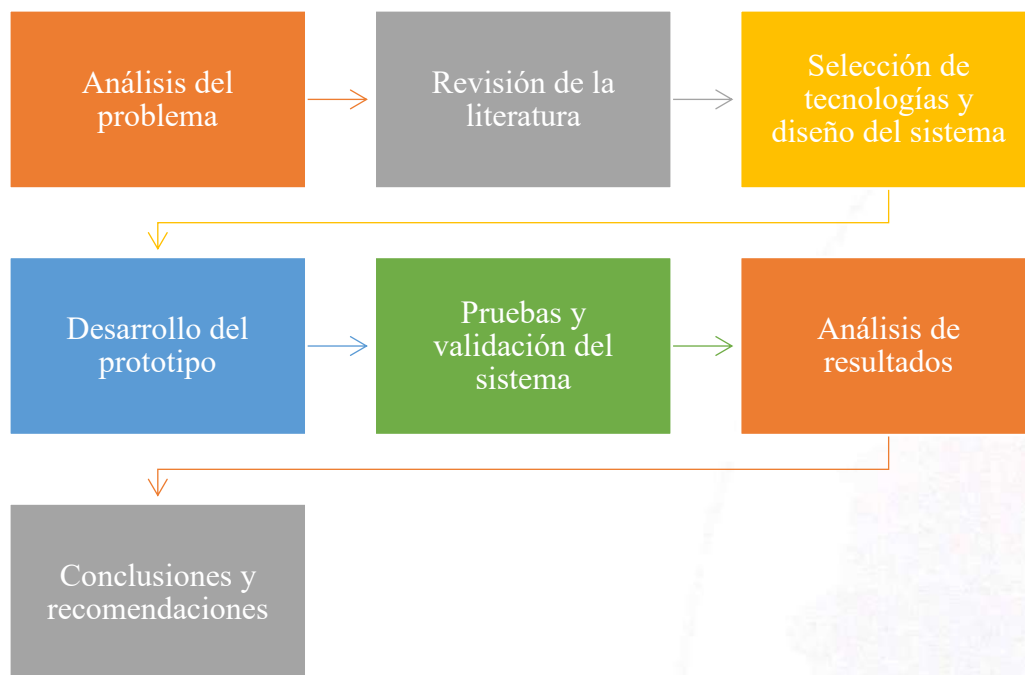 Análisis del
problema
Revisión de la
literatura
Selección de
tecnologías y
diseño del sistema
Desarrollo del
prototipo
Pruebas y
validación del
sistema
Análisis de
resultados
Conclusiones y
recomendaciones